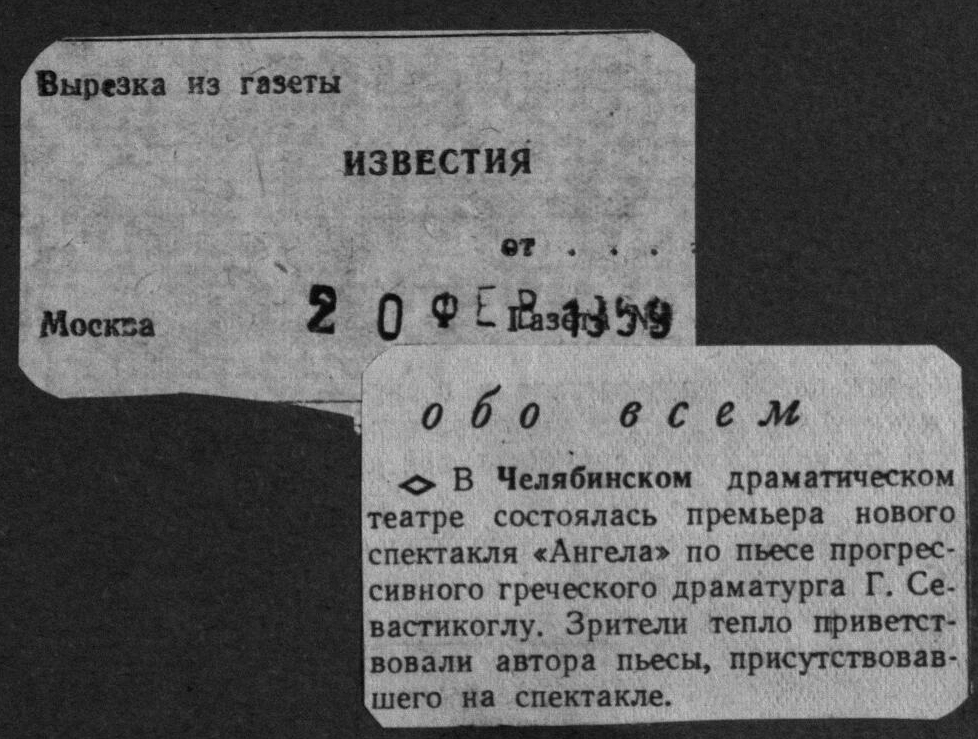 Вырезка из газеты
ИЗВЕСТИЯ
от . . . .
Москва
2 0 ФЕВ 1959
Газета №
обо всем
В Челябинском драматическом
театре состоялась премьера нового
спектакля «Ангела» по пьесе прогрес-
сивного греческого драматурга Г. Се-
вастикоглу. Зрители тепло приветст-
вовали автора пьесы, присутствовав-
шего на спектакле.